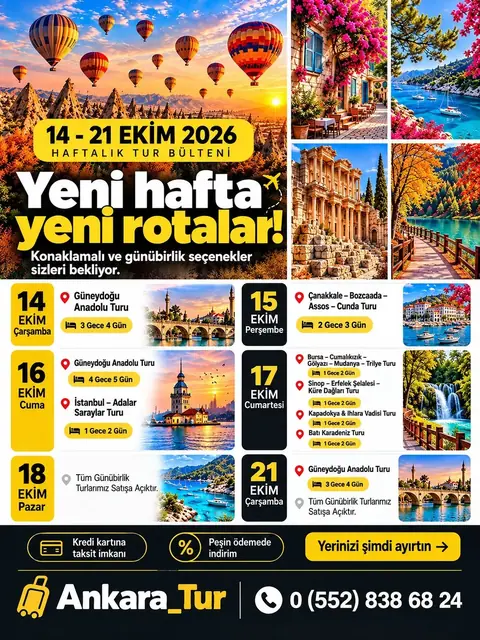 14 - 21 EKİM 2026
HAFTALIK TUR BÜLTENİ
Yeni hafta
yeni rotalar!
Konaklamalı ve günübirlik seçenekler
sizleri bekliyor.
14
EKİM
Çarşamba
Güneydoğu
Anadolu Turu
3 Gece 4 Gün
15
EKİM
Perşembe
Çanakkale – Bozcaada –
Assos – Cunda Turu
2 Gece 3 Gün
16
EKİM
Cuma
Güneydoğu Anadolu Turu
4 Gece 5 Gün
İstanbul – Adalar
Saraylar Turu
1 Gece 2 Gün
17
EKİM
Cumartesi
Bursa – Cumalıkızık –
Gölyazı – Mudanya – Trilye Turu
1 Gece 2 Gün
Sinop – Erfelek Şelalesi –
Küre Dağları Turu
1 Gece 2 Gün
Kapadokya & Ihlara Vadisi Turu
1 Gece 2 Gün
Batı Karadeniz Turu
1 Gece 2 Gün
18
EKİM
Pazar
Tüm Günübirlik
Turlarımız Satışa Açıktır.
21
EKİM
Çarşamba
Güneydoğu Anadolu Turu
3 Gece 4 Gün
Tüm Günübirlik Turlarımız
Satışa Açıktır.
Kredi kartına
taksit imkanı
%
Peşin ödemede
indirim
Yerinizi şimdi ayırtın →
Ankara_Tur
0 (552) 838 68 24